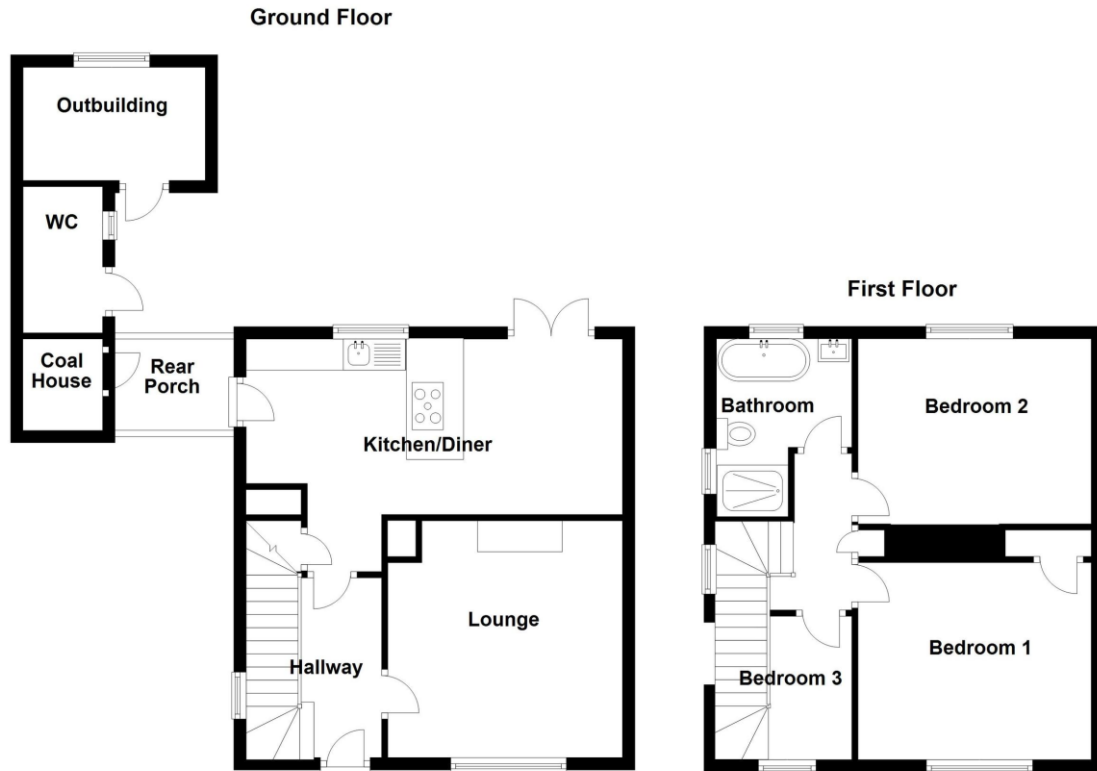 Ground Floor
Outbuilding
WC
Coal
House
Rear
Porch
Kitchen/Diner
Lounge
Hallway
First Floor
Bathroom
Bedroom 2
Bedroom 1
Bedroom 3